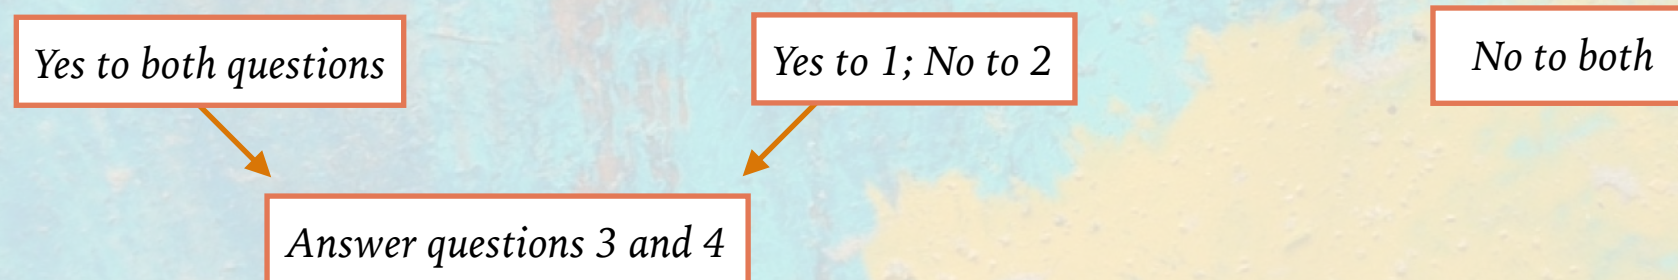 Yes to both questions
Yes to 1; No to 2
No to both
Answer questions 3 and 4